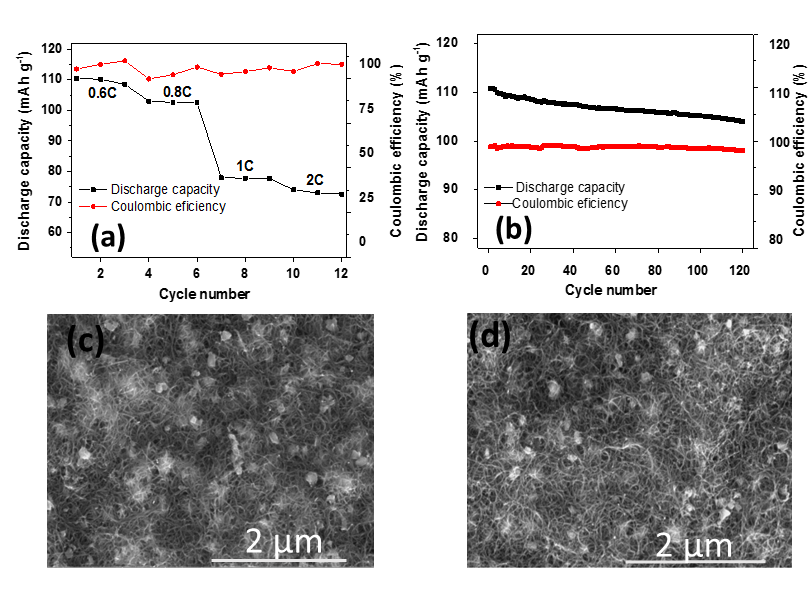 120
110
100
90
80
70
60
Discharge capacity (mAh g⁻¹)
0.6C
0.8C
1C
2C
Discharge capacity
Coulombic eficiency
(a)
100
75
50
25
0
Coulombic efficiency (%)
2 4 6 8 10 12
Cycle number
120
110
100
90
80
Discharge capacity (mAh g⁻¹)
Discharge capacity
Coulombic eficiency
(b)
120
110
100
90
80
Coulombic efficiency (%)
0 20 40 60 80 100 120
Cycle number
(c)
2 µm
(d)
2 µm